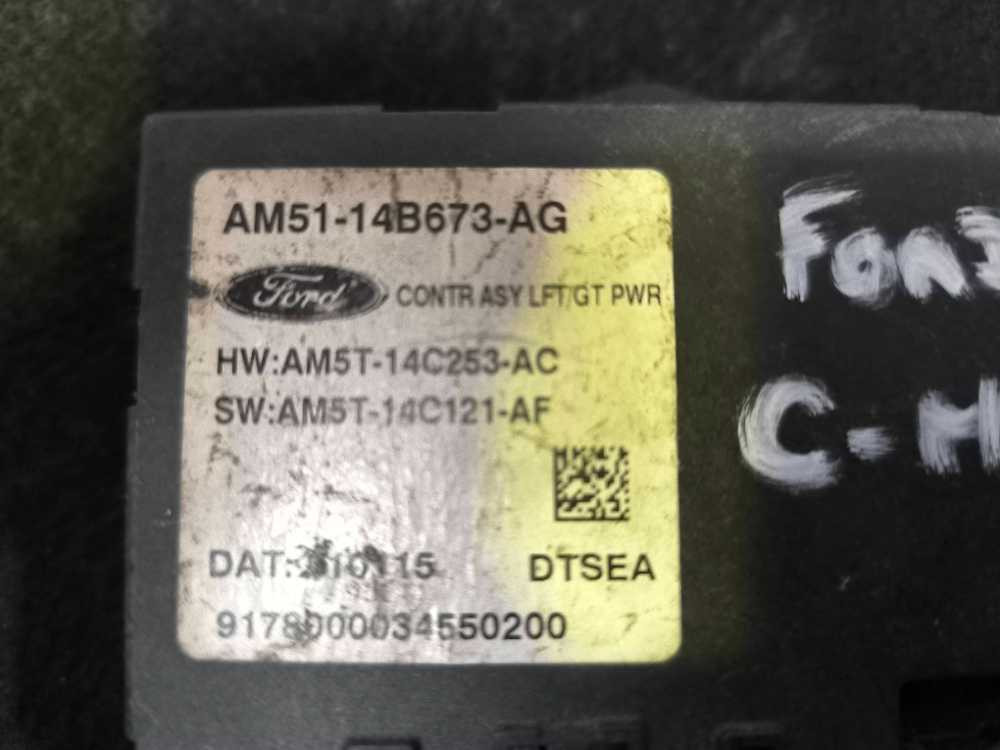 AM51-14B673-AG
Ford CONTR ASY LFT/GT PWR
HW:AM5T-14C253-AC
SW:AM5T-14C121-AF
DAT: DTSEA
9178000034550200
C-H